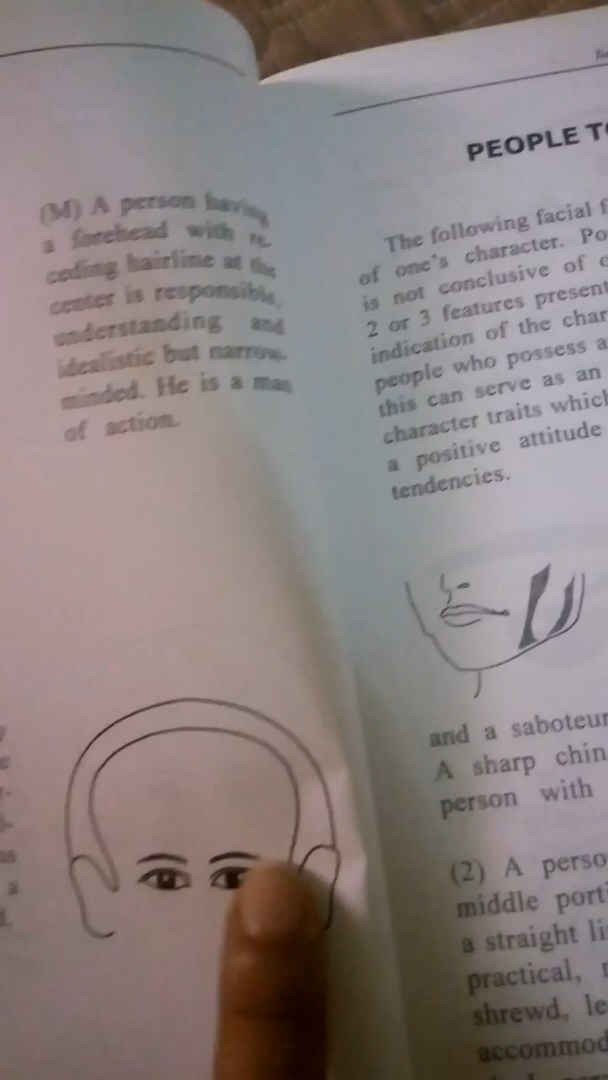 (M) A person having
a forehead with re-
ceding hairline at the
center is responsible,
understanding and
idealistic but narrow-
minded. He is a man
of action.
PEOPLE TO
The following facial f
of one's character. Po
is not conclusive of c
2 or 3 features present
indication of the char
people who possess a
this can serve as an
character traits which
a positive attitude
tendencies.
and a saboteur
A sharp chin
person with
(2) A perso
middle porti
a straight li
practical,
shrewd, le
accommod